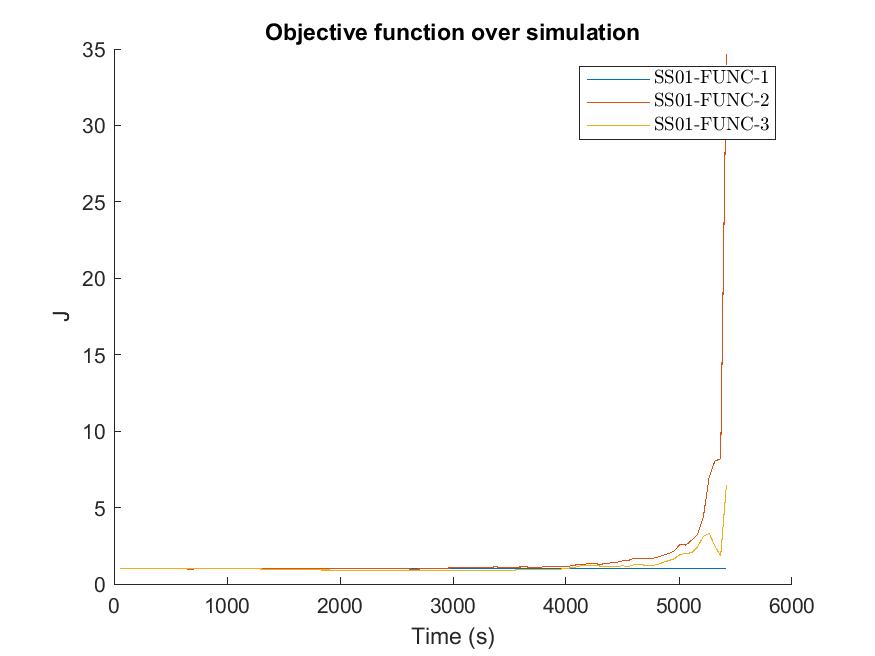 Objective function over simulation
35
30
25
20
15
10
5
0
J
SS01-FUNC-1
SS01-FUNC-2
SS01-FUNC-3
0 1000 2000 3000 4000 5000 6000
Time (s)